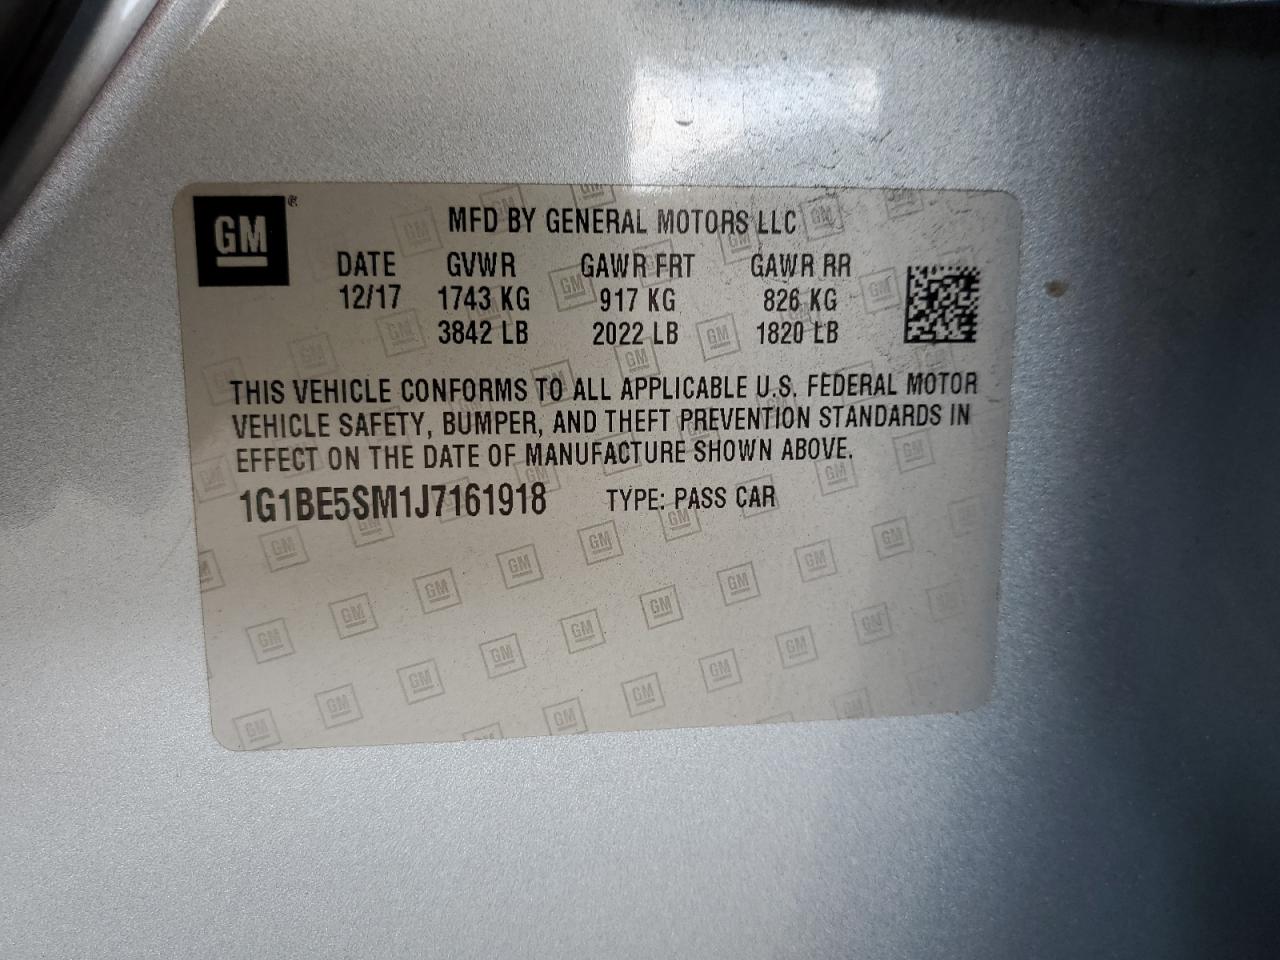 GM ®
MFD BY GENERAL MOTORS LLC
DATE GVWR GAWR FRT GAWR RR
12/17 1743 KG 917 KG 826 KG
3842 LB 2022 LB 1820 LB
THIS VEHICLE CONFORMS TO ALL APPLICABLE U.S. FEDERAL MOTOR
VEHICLE SAFETY, BUMPER, AND THEFT PREVENTION STANDARDS IN
EFFECT ON THE DATE OF MANUFACTURE SHOWN ABOVE.
1G1BE5SM1J7161918 TYPE: PASS CAR